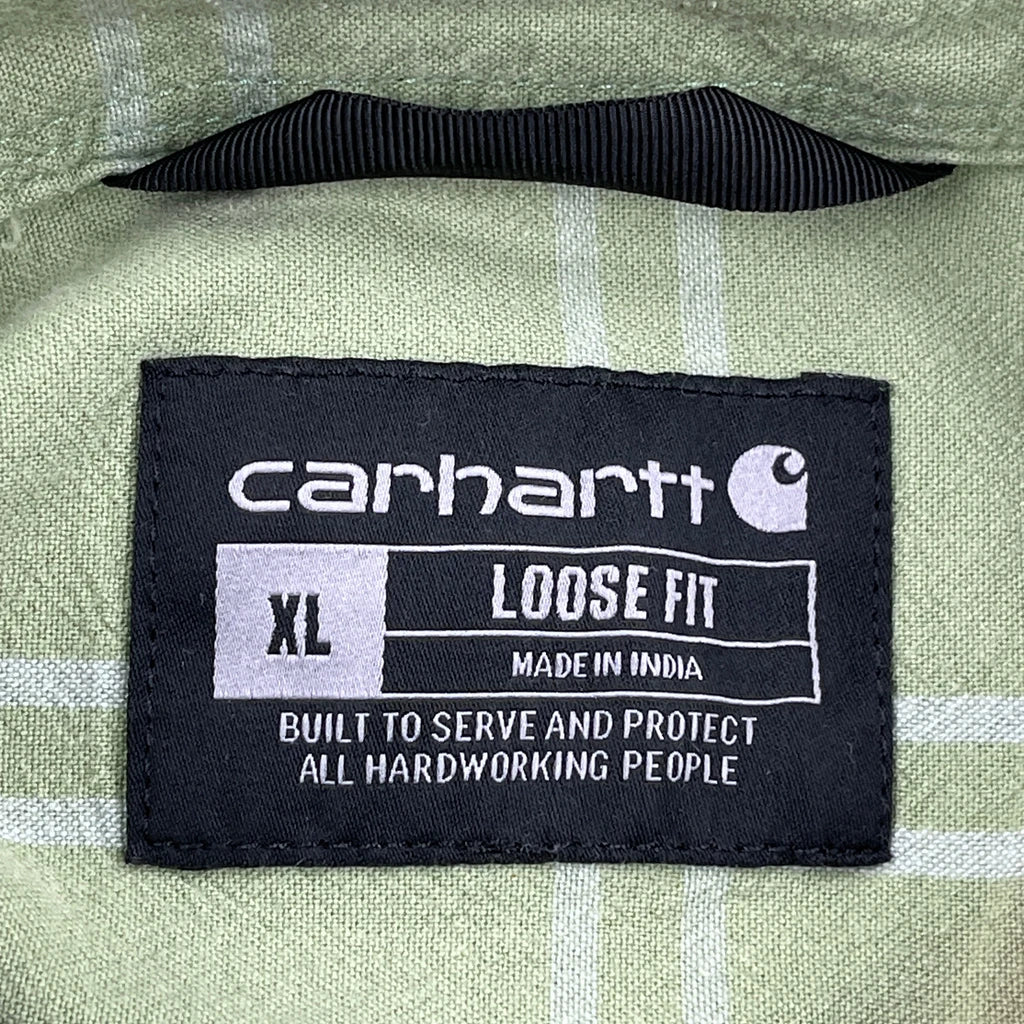 carhartt
XL
LOOSE FIT
MADE IN INDIA
BUILT TO SERVE AND PROTECT
ALL HARDWORKING PEOPLE